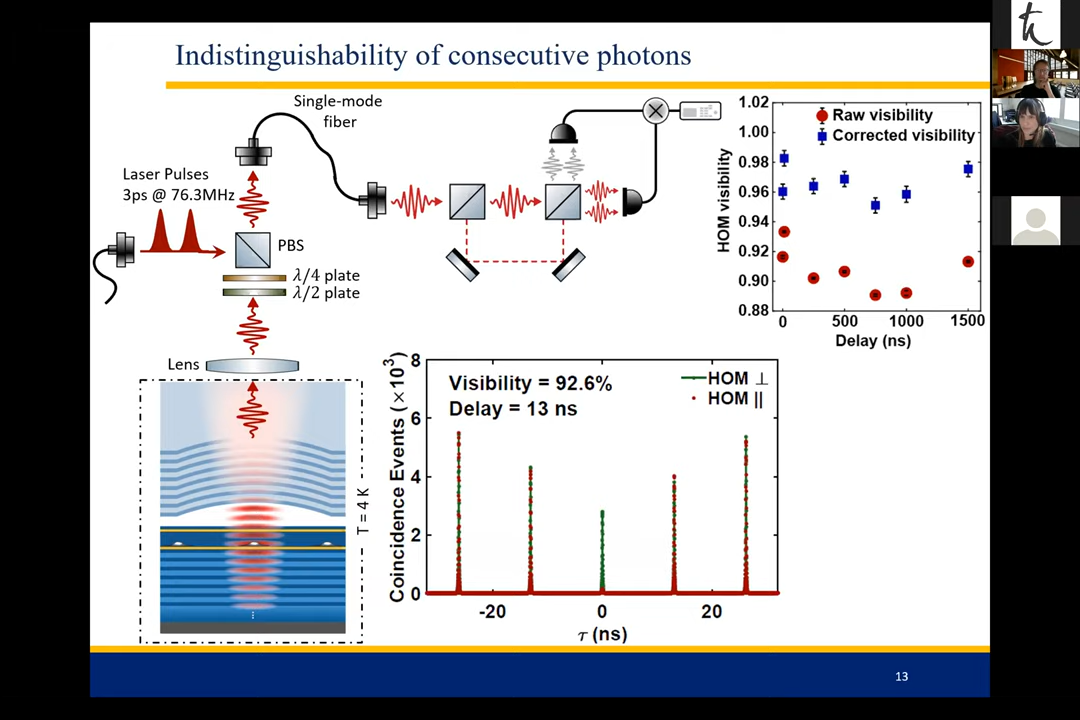 Indistinguishability of consecutive photons
Single-mode
fiber
Laser Pulses
3ps @ 76.3MHz
PBS
λ/4 plate
λ/2 plate
Lens
T = 4 K
1.02
1.00
0.98
0.96
0.94
0.92
0.90
0.88
HOM visibility
Raw visibility
Corrected visibility
0
500
1000
1500
Delay (ns)
8
6
4
2
0
Coincidence Events (×10³)
Visibility = 92.6%
Delay = 13 ns
HOM ⊥
HOM ||
-20
0
20
τ (ns)
13